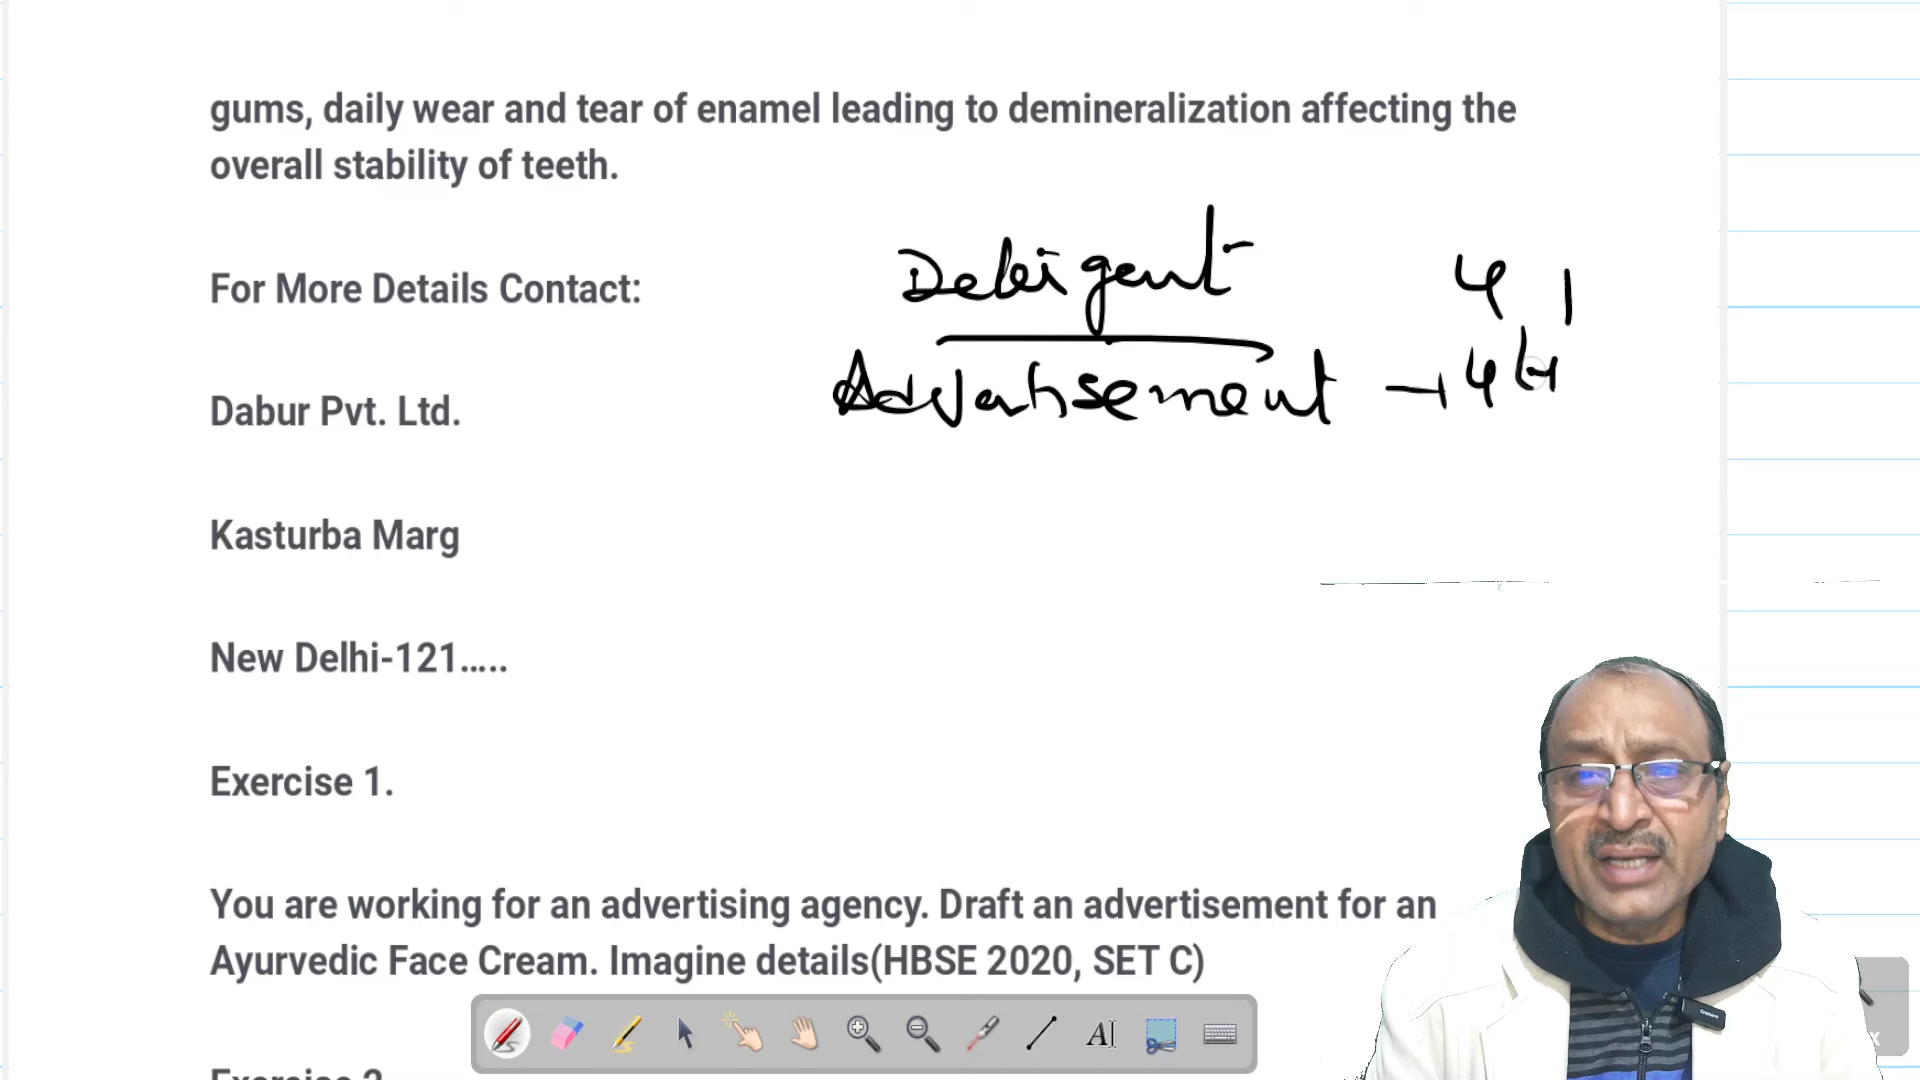 gums, daily wear and tear of enamel leading to demineralization affecting the
overall stability of teeth.
For More Details Contact:
Dabur Pvt. Ltd.
Kasturba Marg
New Delhi-121.....
Exercise 1.
You are working for an advertising agency. Draft an advertisement for an
Ayurvedic Face Cream. Imagine details(HBSE 2020, SET C)
4
Advertisement